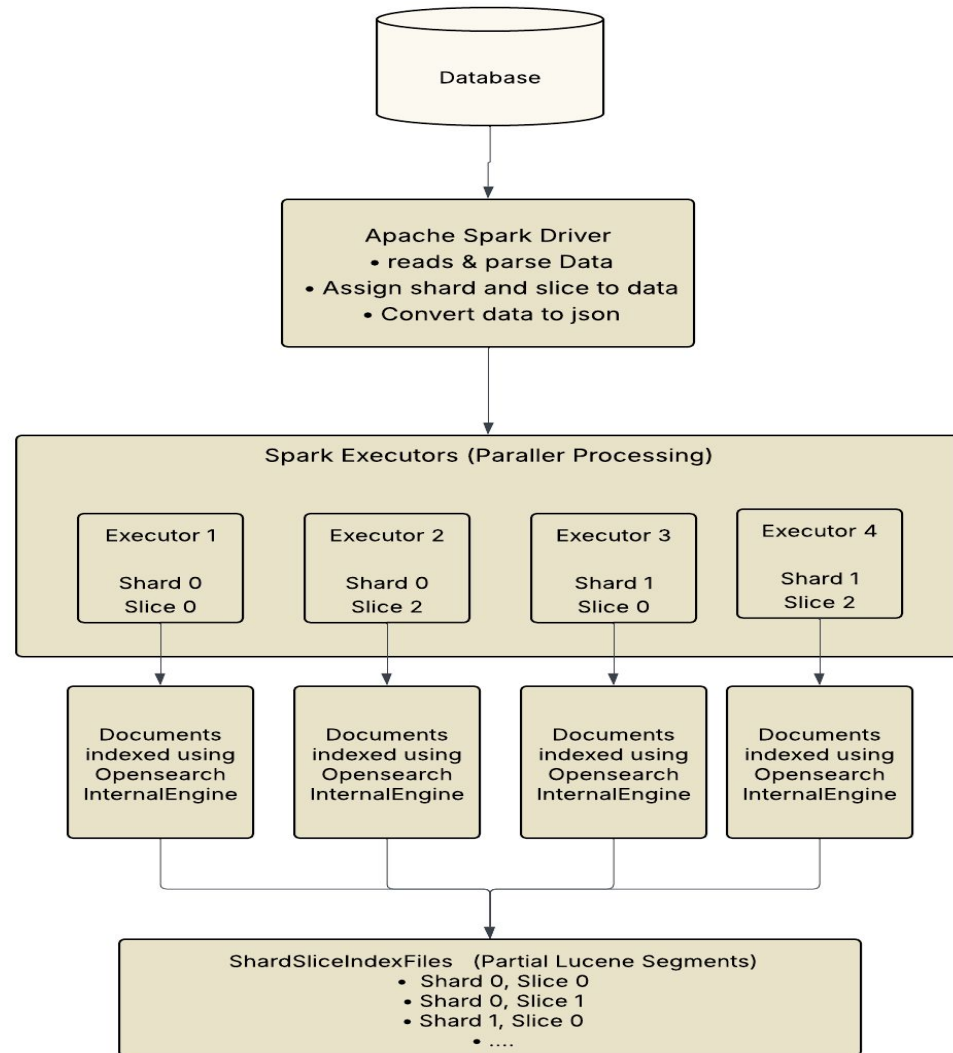 Database
Apache Spark Driver
• reads & parse Data
• Assign shard and slice to data
• Convert data to json
Spark Executors (Paraller Processing)
Executor 1
Shard 0
Slice 0
Executor 2
Shard 0
Slice 2
Executor 3
Shard 1
Slice 0
Executor 4
Shard 1
Slice 2
Documents
indexed using
Opensearch
InternalEngine
Documents
indexed using
Opensearch
InternalEngine
Documents
indexed using
Opensearch
InternalEngine
Documents
indexed using
Opensearch
InternalEngine
ShardSliceIndexFiles (Partial Lucene Segments)
• Shard 0, Slice 0
• Shard 0, Slice 1
• Shard 1, Slice 0
• ....